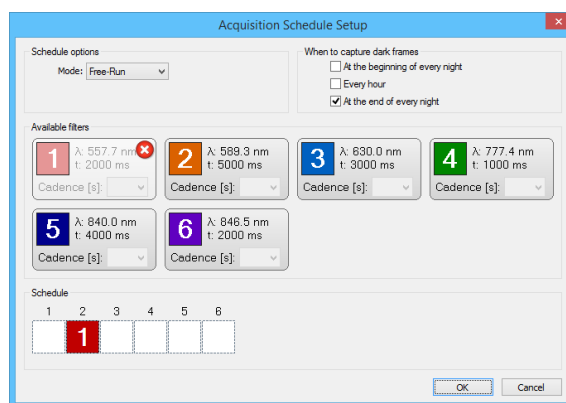 Acquisition Schedule Setup
Schedule options
Mode: Free-Run
When to capture dark frames
At the beginning of every night
Every hour
At the end of every night
Available filters
1 λ: 557.7 nm
t: 2000 ms
Cadence [s]:
2 λ: 589.3 nm
t: 5000 ms
Cadence [s]:
3 λ: 630.0 nm
t: 3000 ms
Cadence [s]:
4 λ: 777.4 nm
t: 1000 ms
Cadence [s]:
5 λ: 840.0 nm
t: 4000 ms
Cadence [s]:
6 λ: 846.5 nm
t: 2000 ms
Cadence [s]:
Schedule
1 2 3 4 5 6
1
OK Cancel